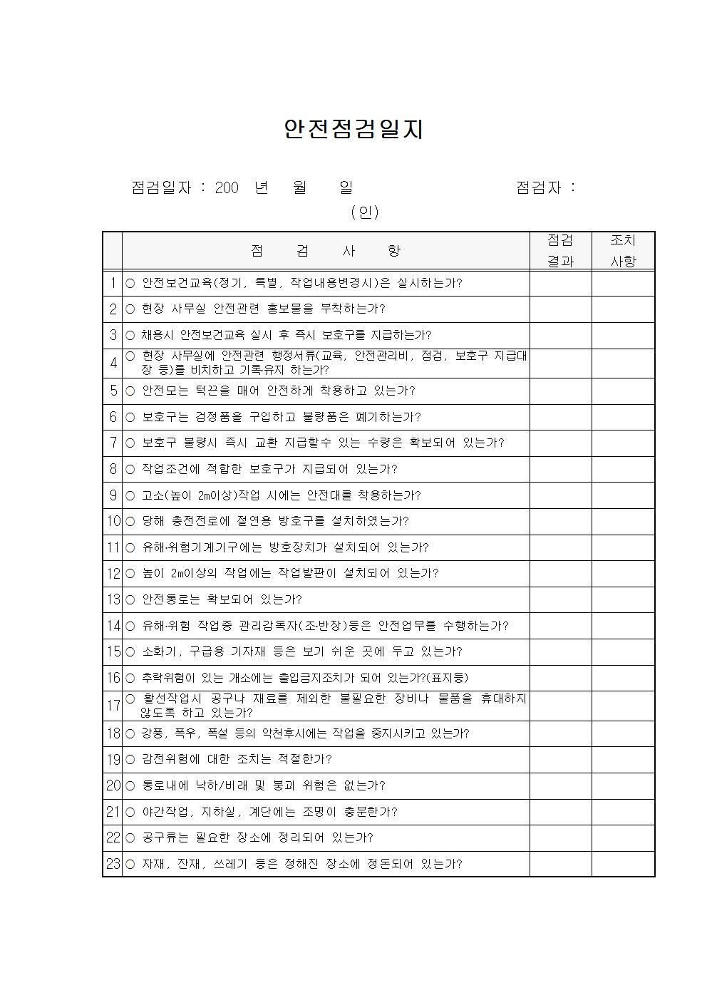 안전점검일지
점검일자 : 200 년 월 일 점검자 :
(인)
점 검 사 항 점검 결과 조치 사항
1 ○ 안전보건교육(정기, 특별, 작업내용변경시)은 실시하는가?
2 ○ 현장 사무실 안전관련 홍보물을 부착하는가?
3 ○ 채용시 안전보건교육 실시 후 즉시 보호구를 지급하는가?
4 ○ 현장 사무실에 안전관련 행정서류(교육, 안전관리비, 점검, 보호구 지급대
장 등)를 비치하고 기록·유지 하는가?
5 ○ 안전모는 턱끈을 매어 안전하게 착용하고 있는가?
6 ○ 보호구는 검정품을 구입하고 불량품은 폐기하는가?
7 ○ 보호구 불량시 즉시 교환 지급할수 있는 수량은 확보되어 있는가?
8 ○ 작업조건에 적합한 보호구가 지급되어 있는가?
9 ○ 고소(높이 2m이상)작업 시에는 안전대를 착용하는가?
10 ○ 당해 충전전로에 절연용 방호구를 설치하였는가?
11 ○ 유해·위험기계기구에는 방호장치가 설치되어 있는가?
12 ○ 높이 2m이상의 작업에는 작업발판이 설치되어 있는가?
13 ○ 안전통로는 확보되어 있는가?
14 ○ 유해·위험 작업중 관리감독자(조·반장)등은 안전업무를 수행하는가?
15 ○ 소화기, 구급용 기자재 등은 보기 쉬운 곳에 두고 있는가?
16 ○ 추락위험이 있는 개소에는 출입금지조치가 되어 있는가?(표지등)
17 ○ 활선작업시 공구나 재료를 제외한 불필요한 장비나 물품을 휴대하지
않도록 하고 있는가?
18 ○ 강풍, 폭우, 폭설 등의 악천후시에는 작업을 중지시키고 있는가?
19 ○ 감전위험에 대한 조치는 적절한가?
20 ○ 통로내에 낙하/비래 및 붕괴 위험은 없는가?
21 ○ 야간작업, 지하실, 계단에는 조명이 충분한가?
22 ○ 공구류는 필요한 장소에 정리되어 있는가?
23 ○ 자재, 잔재, 쓰레기 등은 정해진 장소에 정돈되어 있는가?